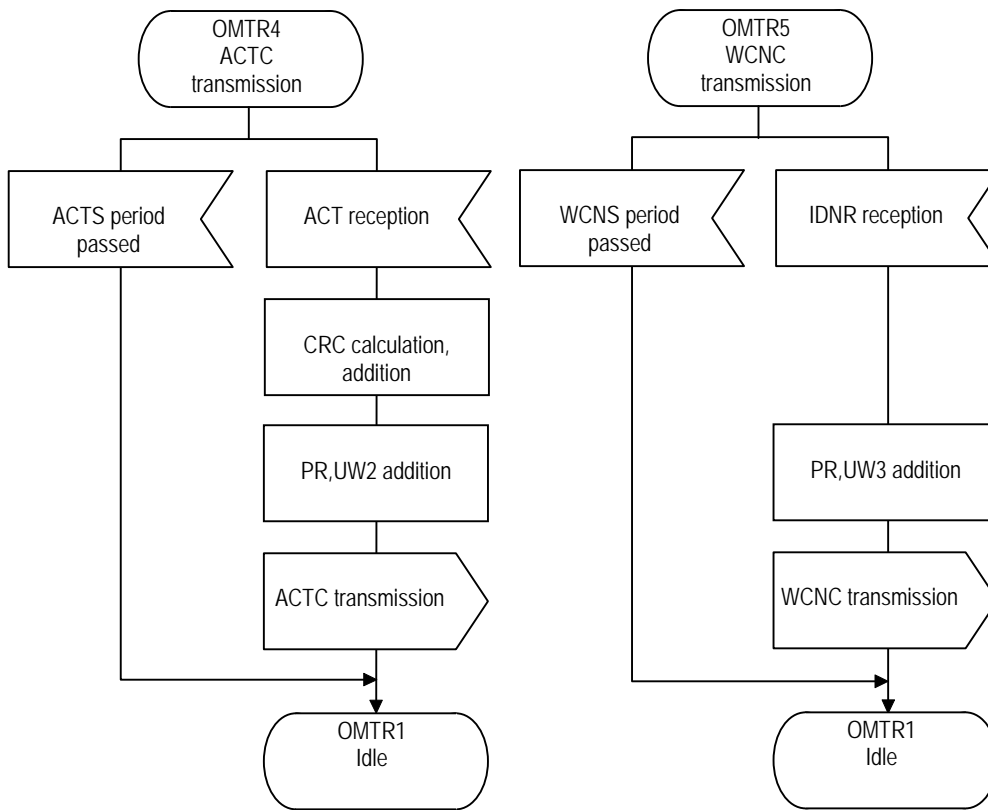 OMTR4
ACTC
transmission
ACTS period
passed
ACT reception
CRC calculation,
addition
PR,UW2 addition
ACTC transmission
OMTR1
Idle
OMTR5
WCNC
transmission
WCNS period
passed
IDNR reception
PR,UW3 addition
WCNC transmission
OMTR1
Idle